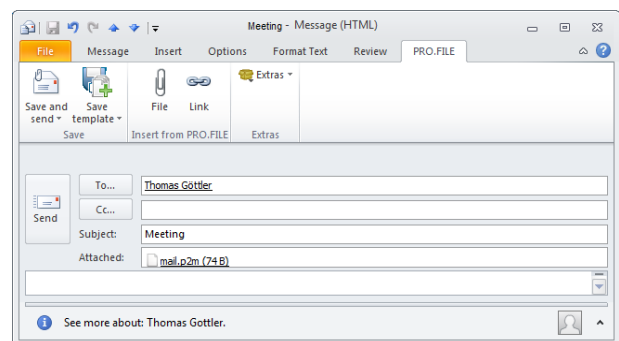 Meeting - Message (HTML)
File Message Insert Options Format Text Review PRO.FILE
Save and send Save template File Link Extras
Save Insert from PRO.FILE Extras
To... Thomas Göttler
Send Cc...
Subject: Meeting
Attached: mail.p2m (74 B)
See more about: Thomas Gottler.